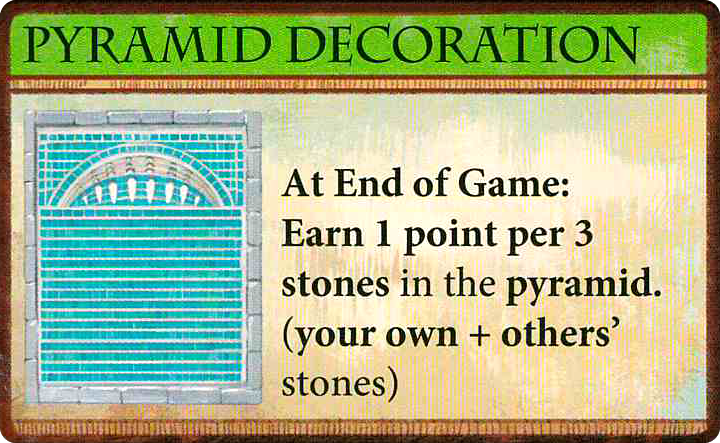 PYRAMID DECORATION
At End of Game:
Earn 1 point per 3
stones in the pyramid.
(your own + others’
stones)